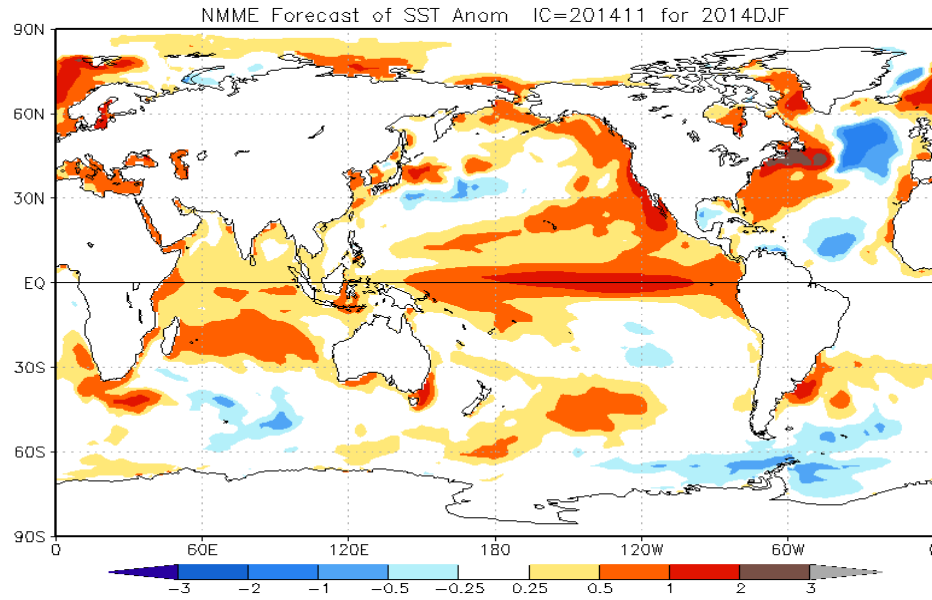 NMME Forecast of SST Anom IC=201411 for 2014DJF
90N
60N
30N
EQ
30S
60S
90S
0 60E 120E 180 120W 60W 0
-3 -2 -1 -0.5 -0.25 0.25 0.5 1 2 3